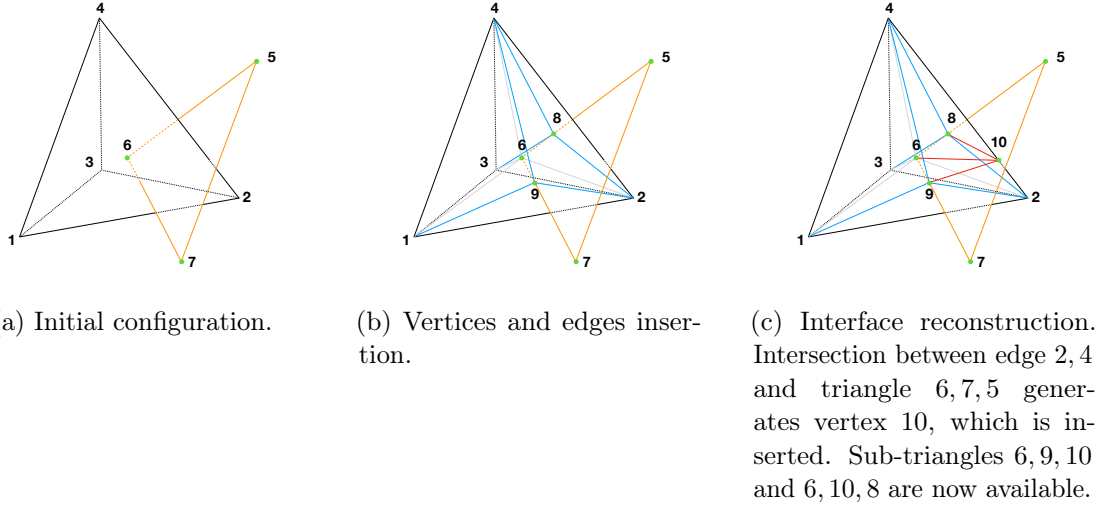 4
5
6
3
2
1
7
4
5
8
6
3
2
9
1
7
4
5
8
10
6
3
2
9
1
7
a) Initial configuration.
(b) Vertices and edges inser-
tion.
(c) Interface reconstruction.
Intersection between edge 2, 4
and triangle 6, 7, 5 gener-
ates vertex 10, which is in-
serted. Sub-triangles 6, 9, 10
and 6, 10, 8 are now available.